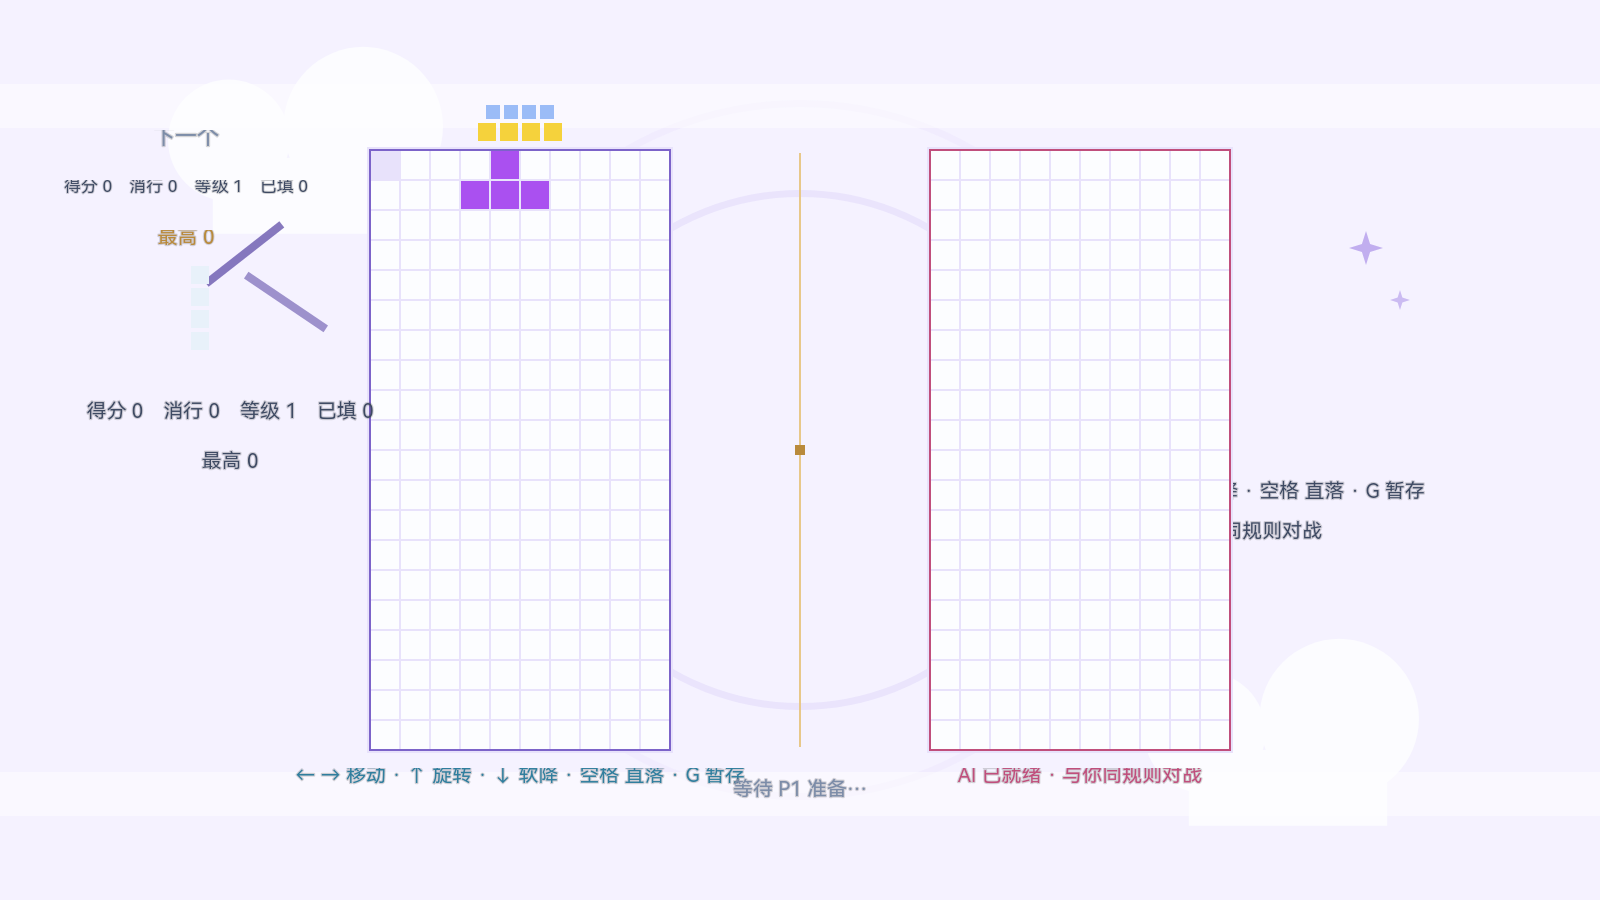 下一个
得分 0 消行 0 等级 1 已填 0
最高 0
得分 0 消行 0 等级 1 已填 0
最高 0
· 空格 直落 · G 暂存
规则对战
← → 移动 · ↑ 旋转 · ↓ 软降 · 空格 直落 · G 暂存
等待 P1 准备…
AI 已就绪 · 与你同规则对战